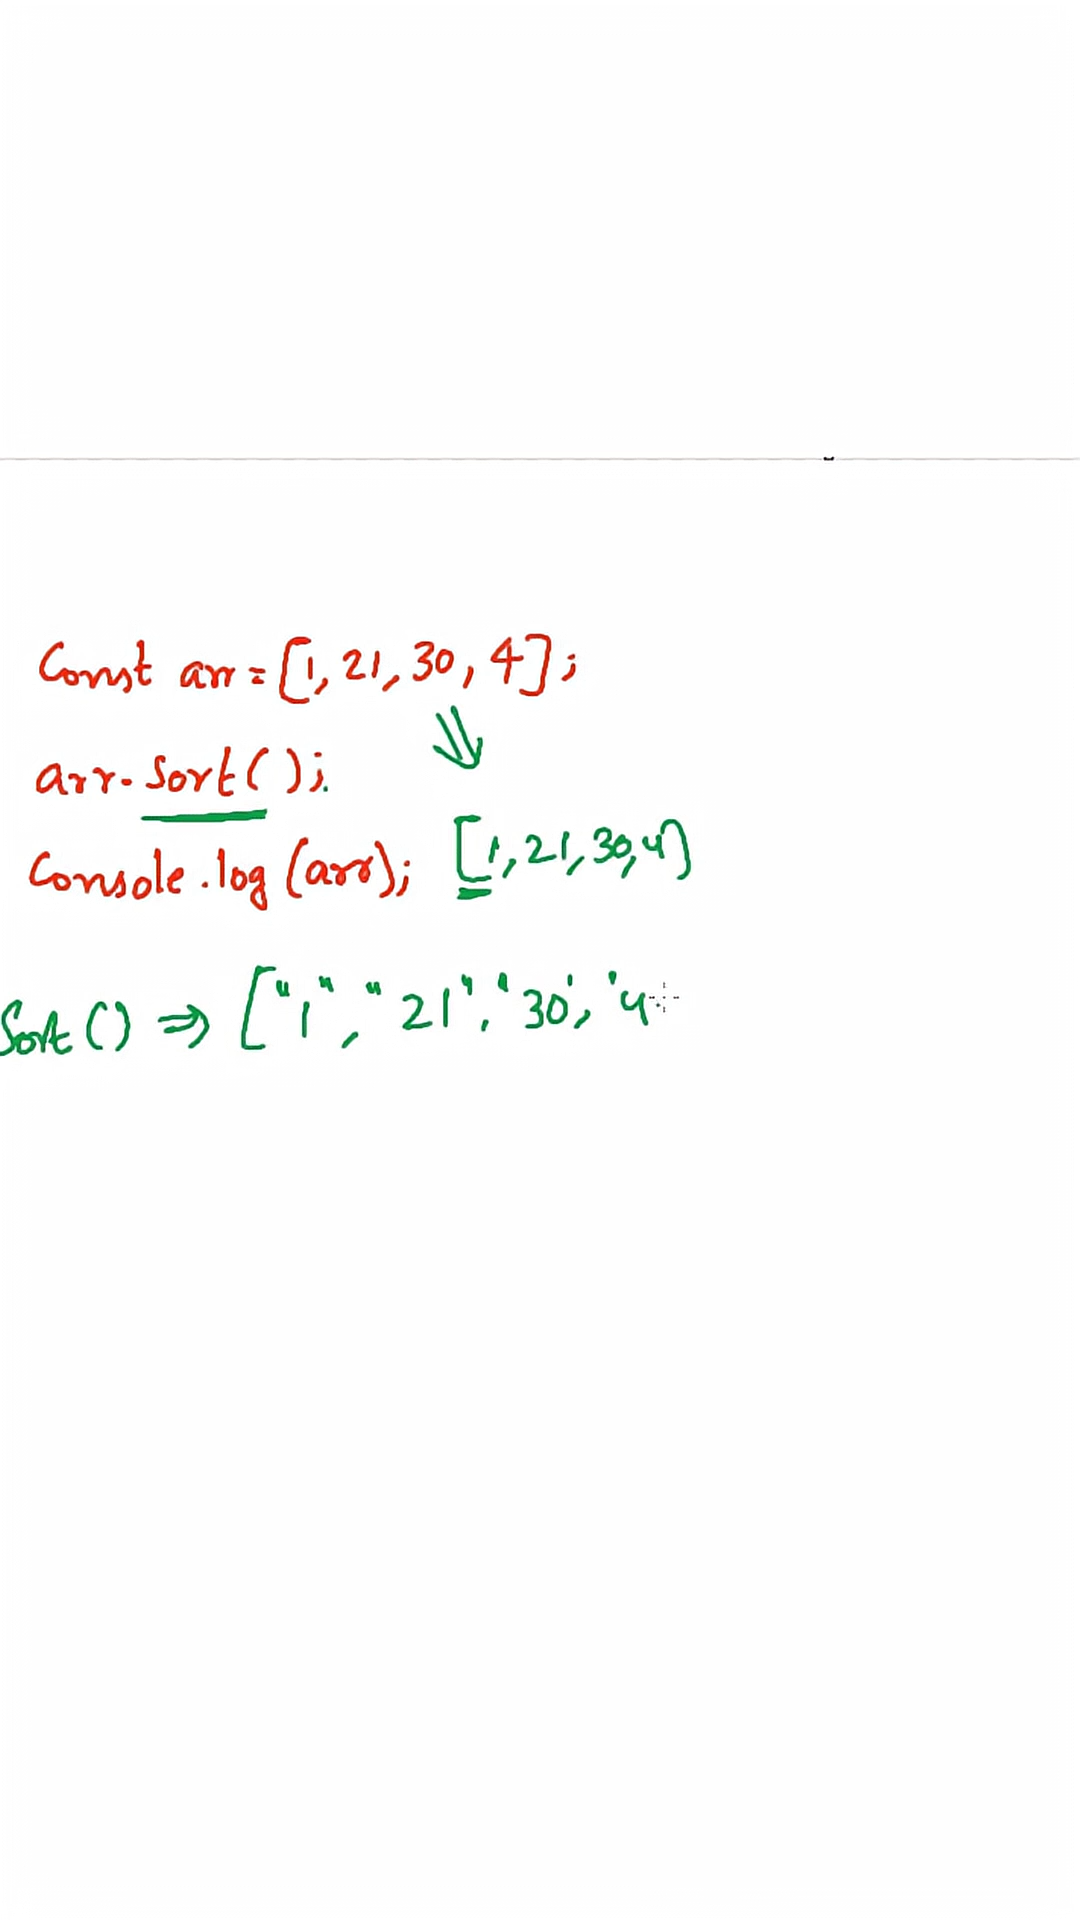 Const arr = [1, 21, 30, 4];
arr.sort();
Console.log(arr); [1,21,30,4]
Sort() => ["1", "21", '30', '4